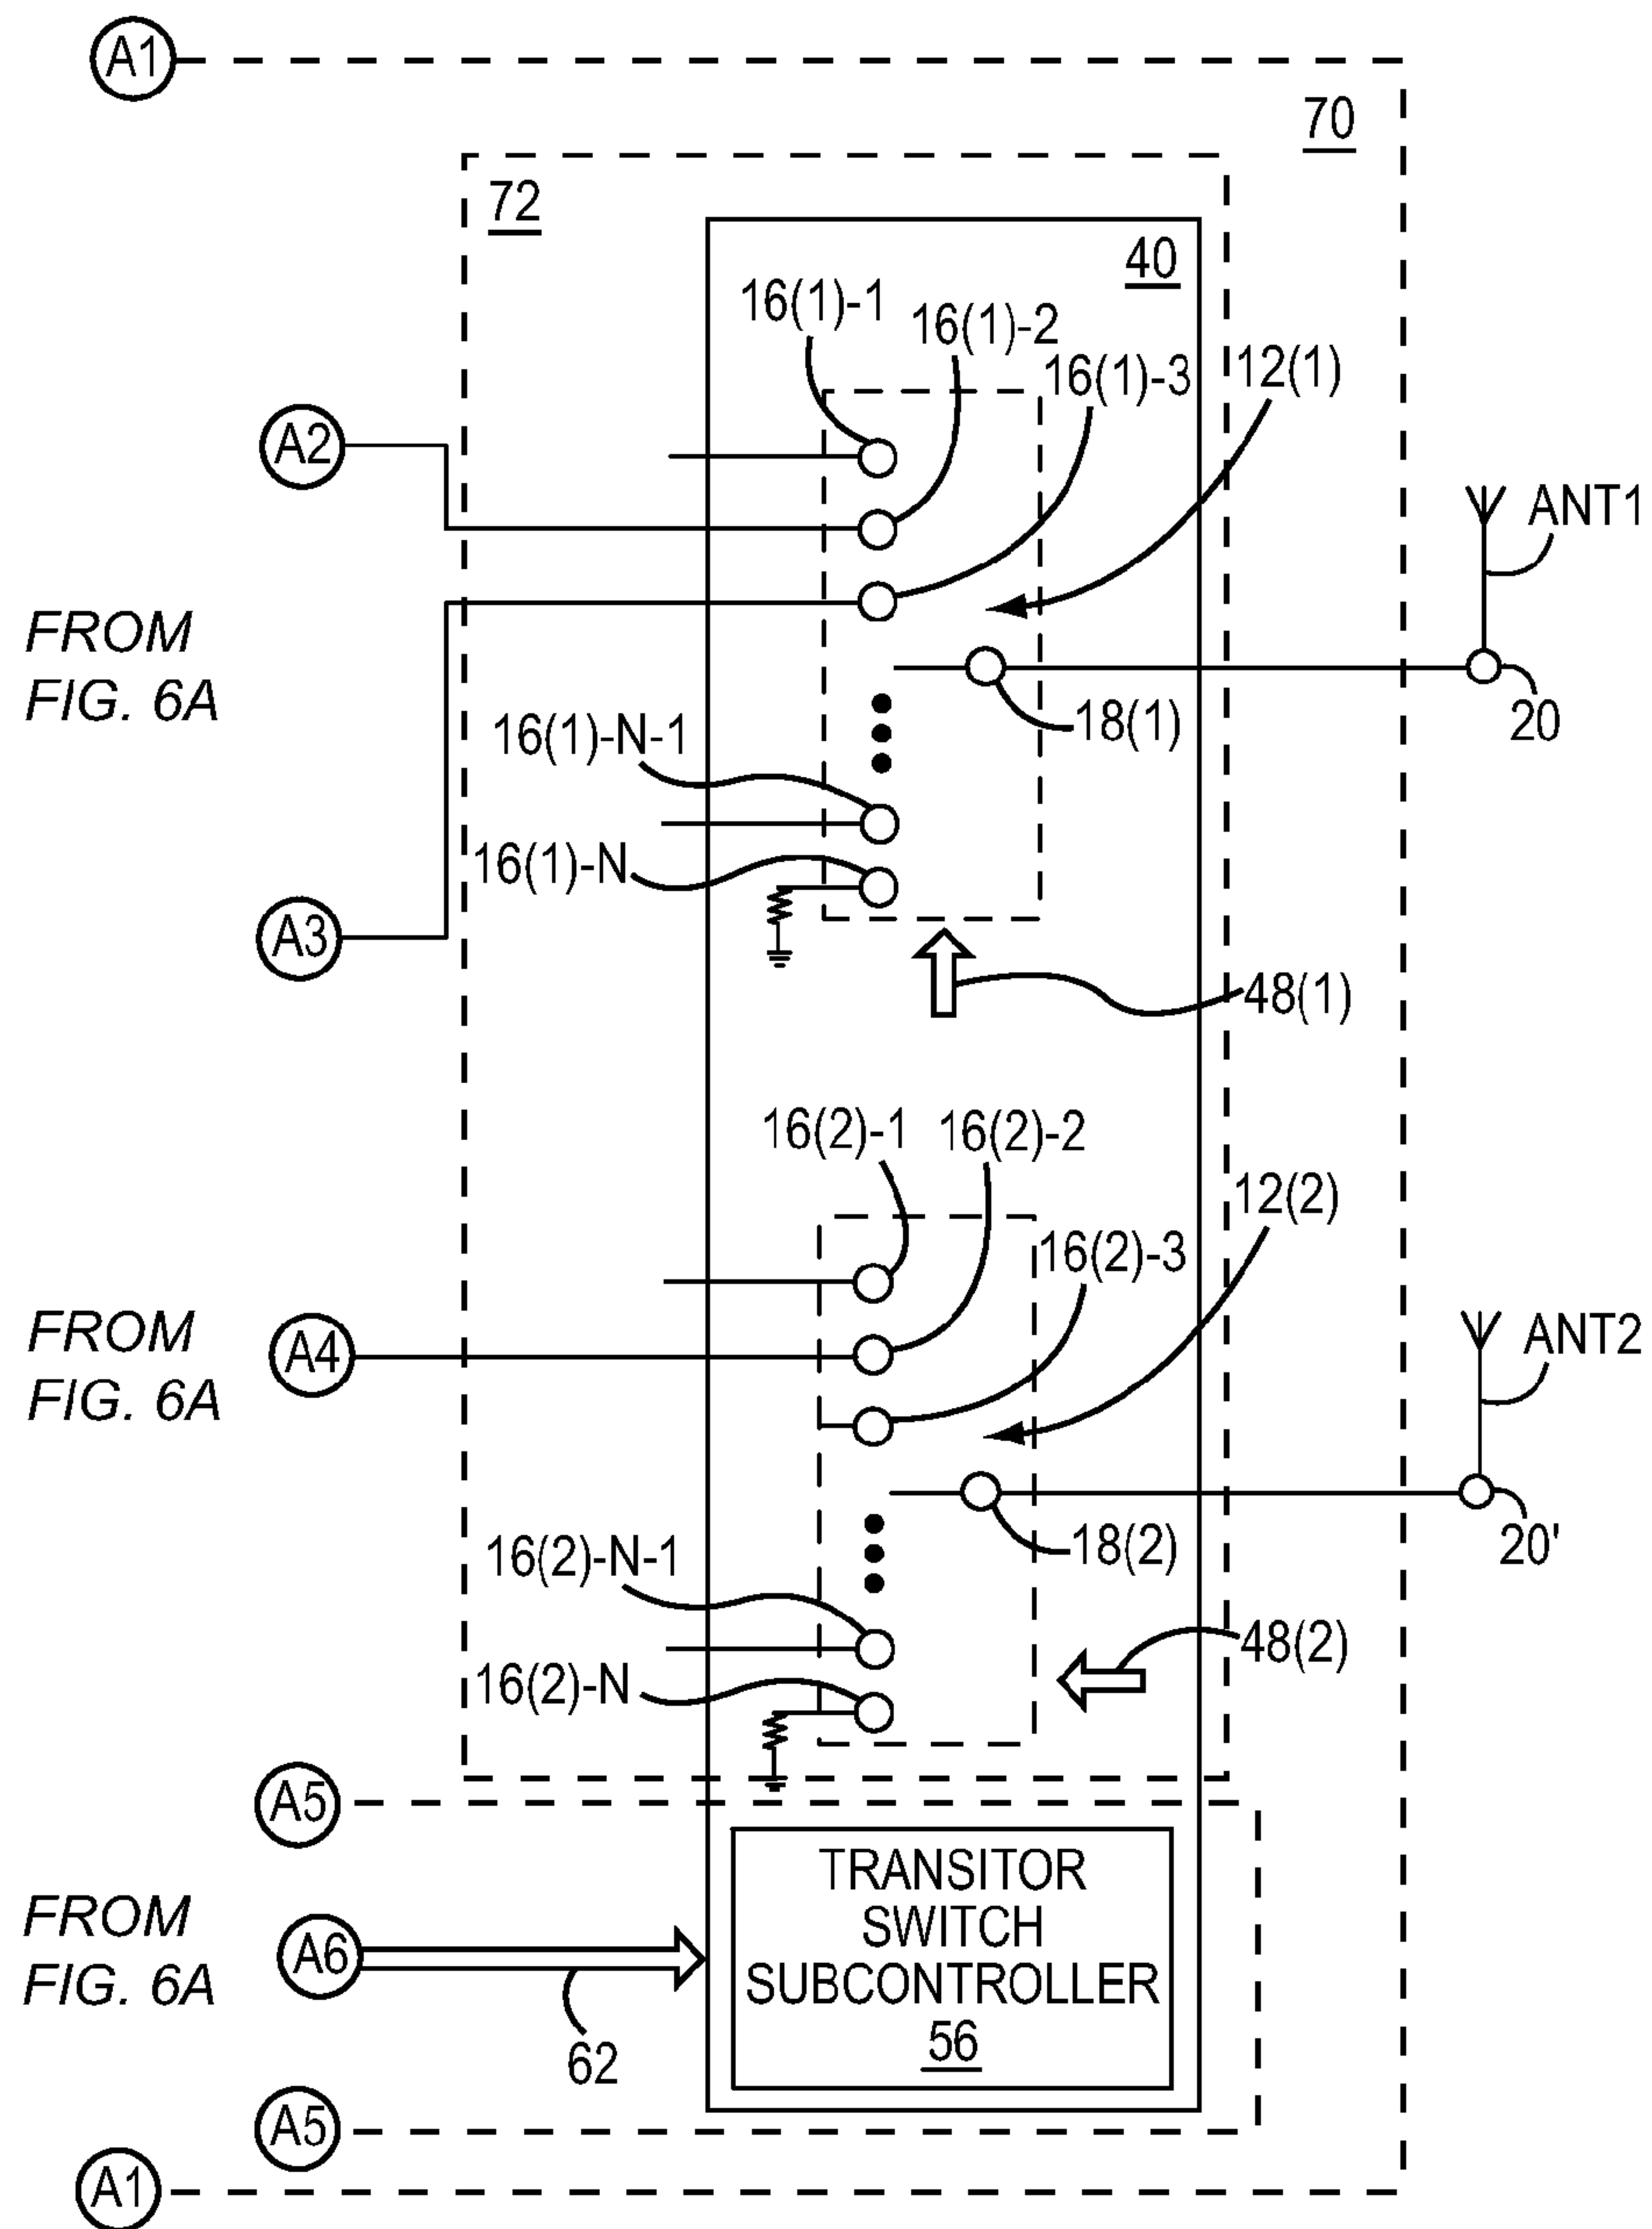 A1
70
72
40
16(1)-1
16(1)-2
16(1)-3
12(1)
A2
ANT1
FROM
FIG. 6A
18(1)
20
16(1)-N-1
16(1)-N
A3
48(1)
16(2)-1
16(2)-2
12(2)
16(2)-3
FROM
FIG. 6A
A4
ANT2
16(2)-N-1
18(2)
20'
48(2)
16(2)-N
A5
TRANSITOR
SWITCH
SUBCONTROLLER
56
FROM
FIG. 6A
A6
62
A5
A1